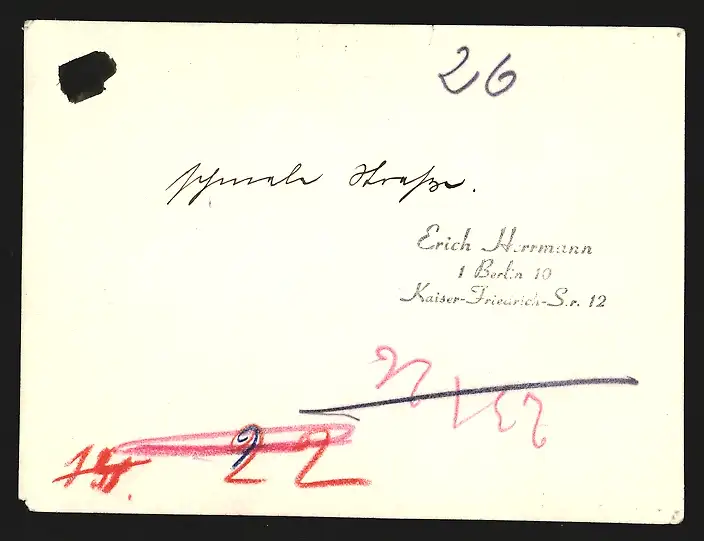 26
schmale Straße.
Erich Herrmann
1 Berlin 10
Kaiser-Friedrich-Str. 12
22